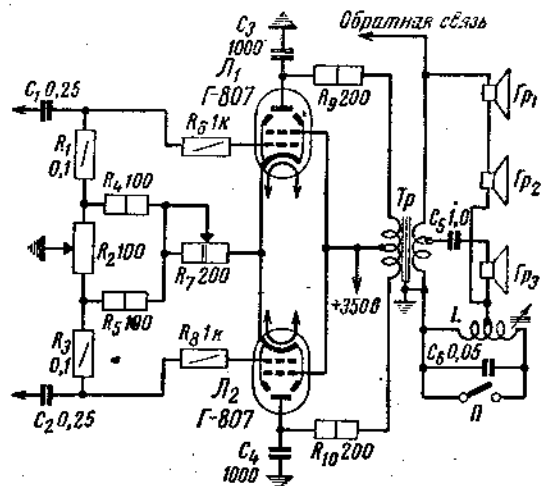 C3
1000
Обратная связь
Л1
Г-807
C1 0,25
R6 1к
R9 200
Гр1
R1
0,1
R4 100
Тр
Гр2
R2 100
R7 200
C5 1,0
Гр3
+350В
R5 100
L
R3
0,1
R8 1к
C6 0,05
Л2
Г-807
П
C2 0,25
C4
1000
R10 200